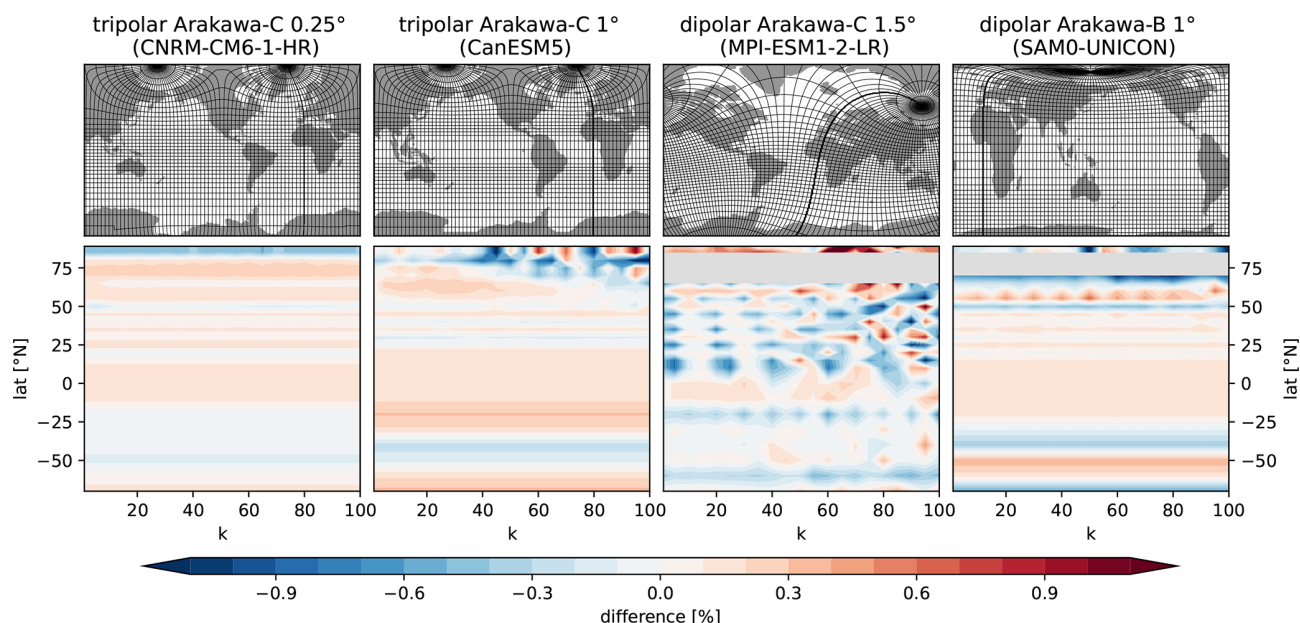 tripolar Arakawa-C 0.25°
(CNRM-CM6-1-HR)
tripolar Arakawa-C 1°
(CanESM5)
dipolar Arakawa-C 1.5°
(MPI-ESM1-2-LR)
dipolar Arakawa-B 1°
(SAM0-UNICON)
lat [°N]
75
50
25
0
−25
−50
75
50
25
0
−25
−50
lat [°N]
20 40 60 80 100
20 40 60 80 100
20 40 60 80 100
20 40 60 80 100
k k k k
−0.9 −0.6 −0.3 0.0 0.3 0.6 0.9
difference [%]